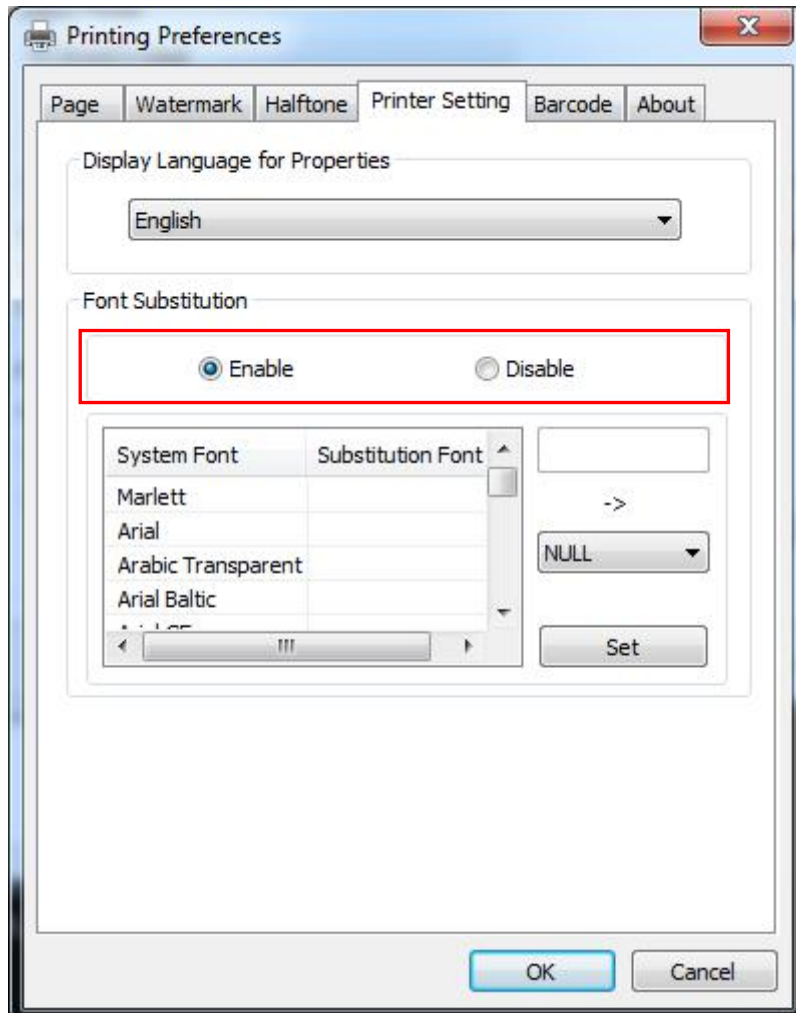 Printing Preferences
Page Watermark Halftone Printer Setting Barcode About
Display Language for Properties
English
Font Substitution
Enable Disable
System Font Substitution Font
Marlett
->
Arial
Arabic Transparent
NULL
Arial Baltic
Set
OK Cancel